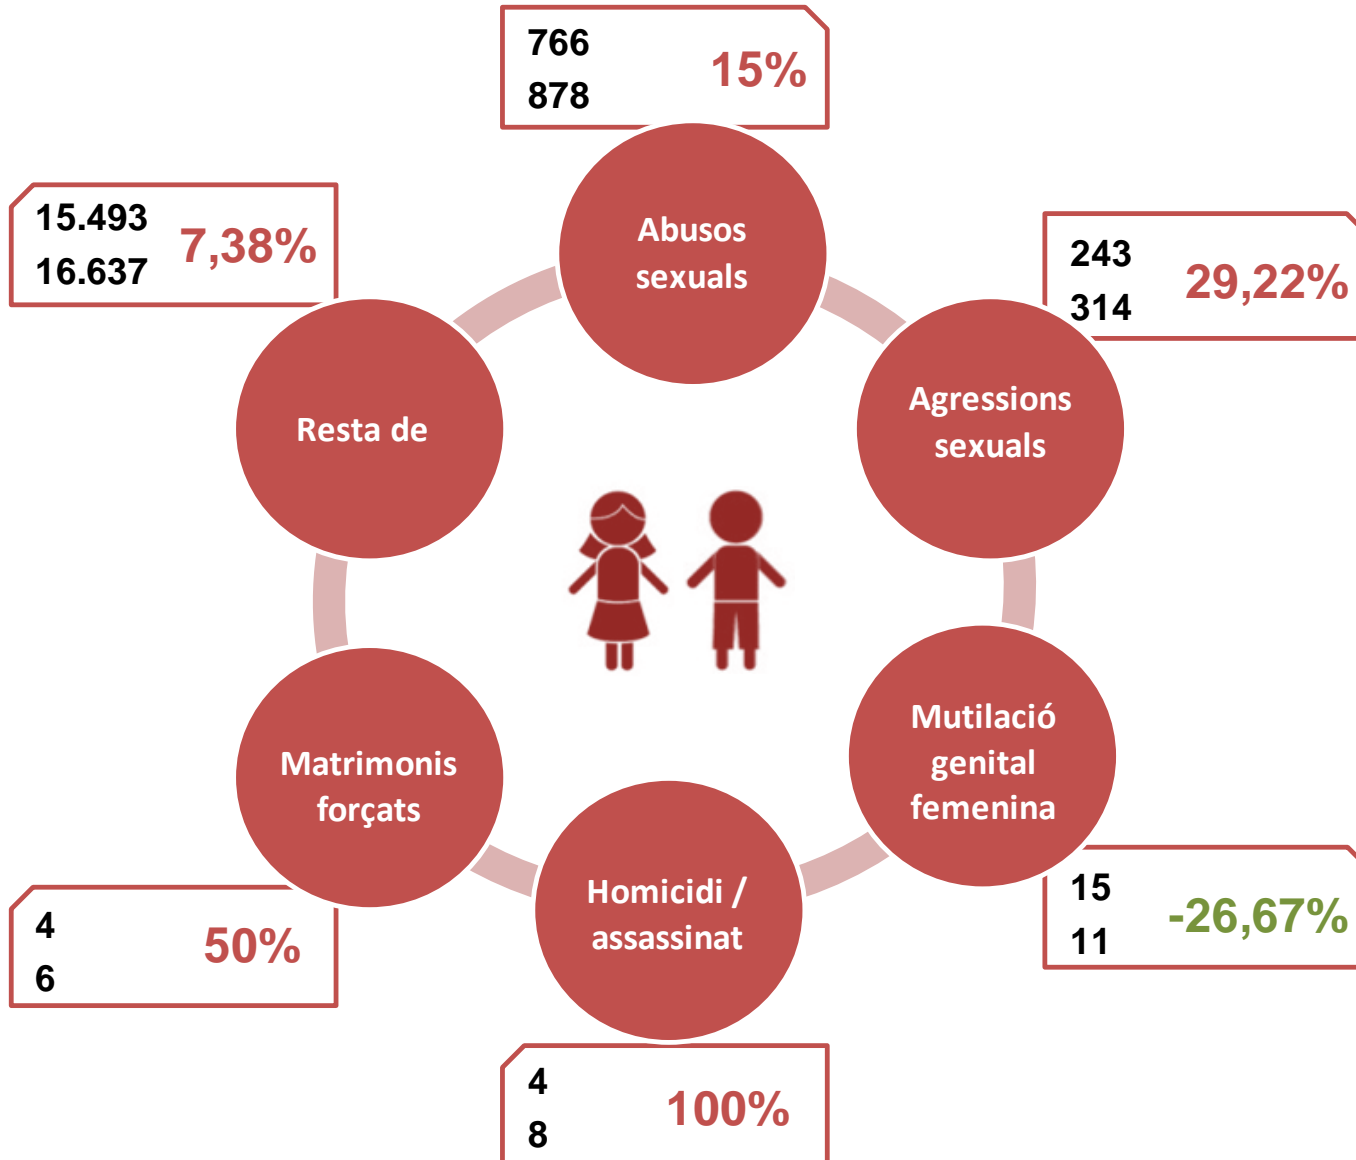 766
878
15%
Abusos
sexuals
15.493
16.637
7,38%
Resta de
243
314
29,22%
Agressions
sexuals
Mutilació
genital
femenina
15
11
-26,67%
Matrimonis
forçats
4
6
50%
Homicidi /
assassinat
4
8
100%